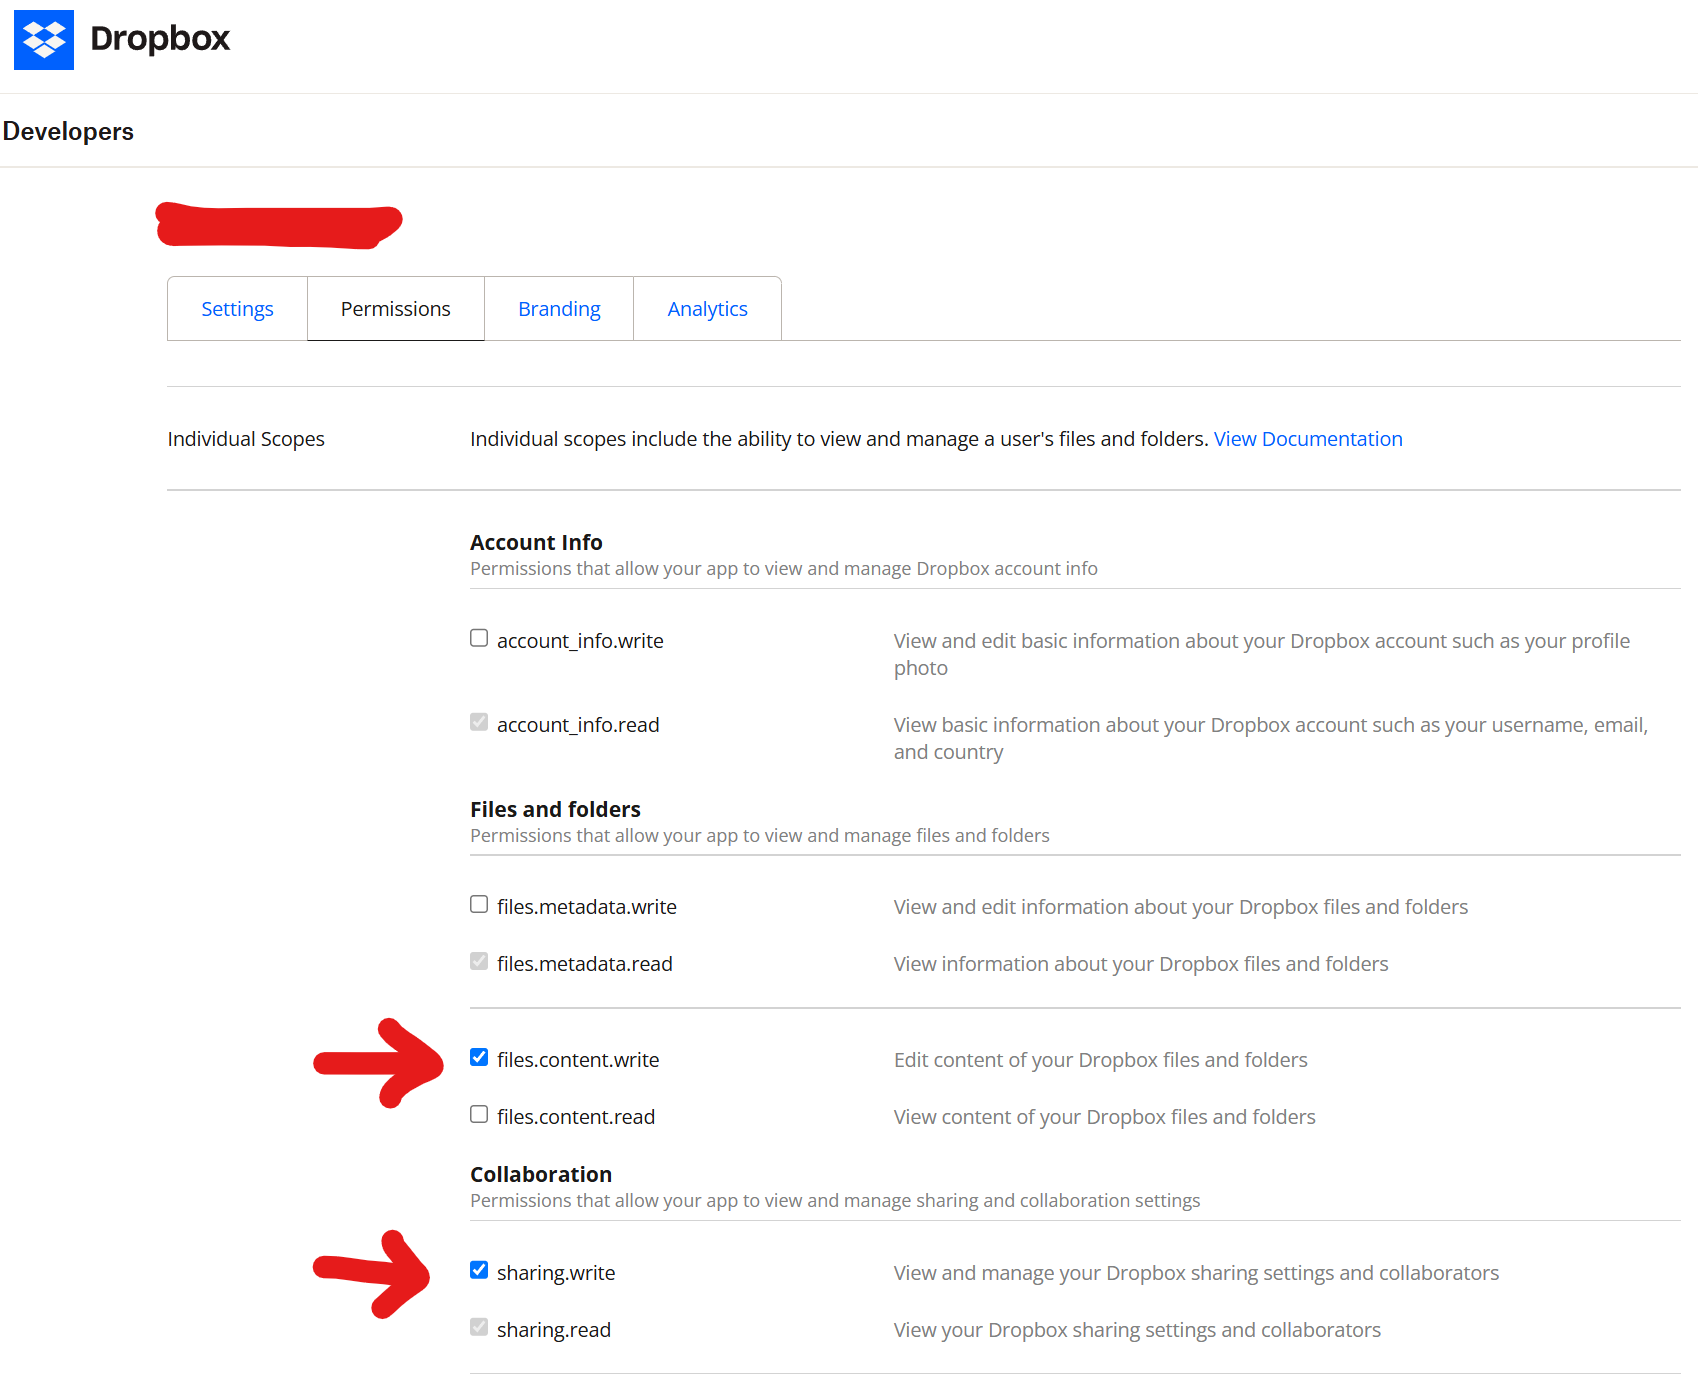 Dropbox
Developers
Settings
Permissions
Branding
Analytics
Individual Scopes
Individual scopes include the ability to view and manage a user's files and folders. View Documentation
Account Info
Permissions that allow your app to view and manage Dropbox account info
account_info.write
View and edit basic information about your Dropbox account such as your profile
photo
account_info.read
View basic information about your Dropbox account such as your username, email,
and country
Files and folders
Permissions that allow your app to view and manage files and folders
files.metadata.write
View and edit information about your Dropbox files and folders
files.metadata.read
View information about your Dropbox files and folders
files.content.write
Edit content of your Dropbox files and folders
files.content.read
View content of your Dropbox files and folders
Collaboration
Permissions that allow your app to view and manage sharing and collaboration settings
sharing.write
View and manage your Dropbox sharing settings and collaborators
sharing.read
View your Dropbox sharing settings and collaborators